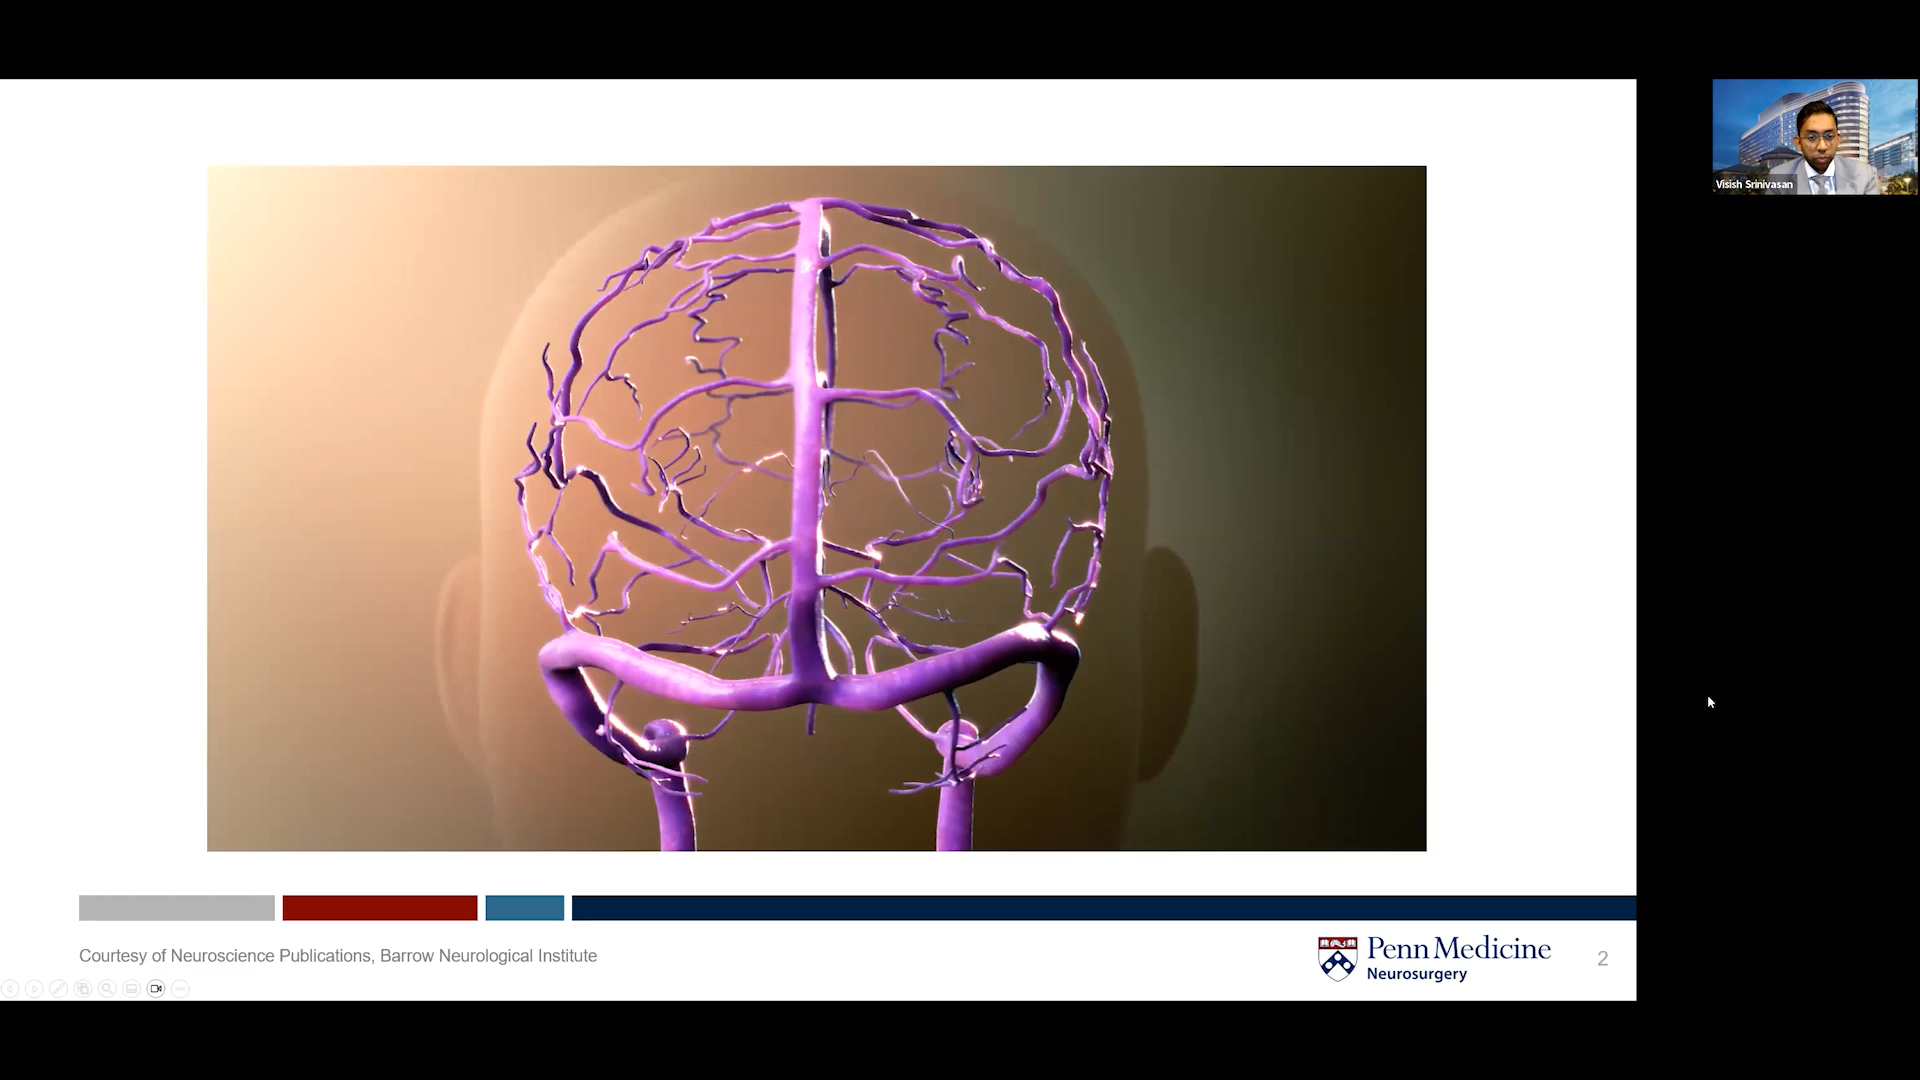 Visish Srinivasan
Courtesy of Neuroscience Publications, Barrow Neurological Institute
Penn Medicine
Neurosurgery
2